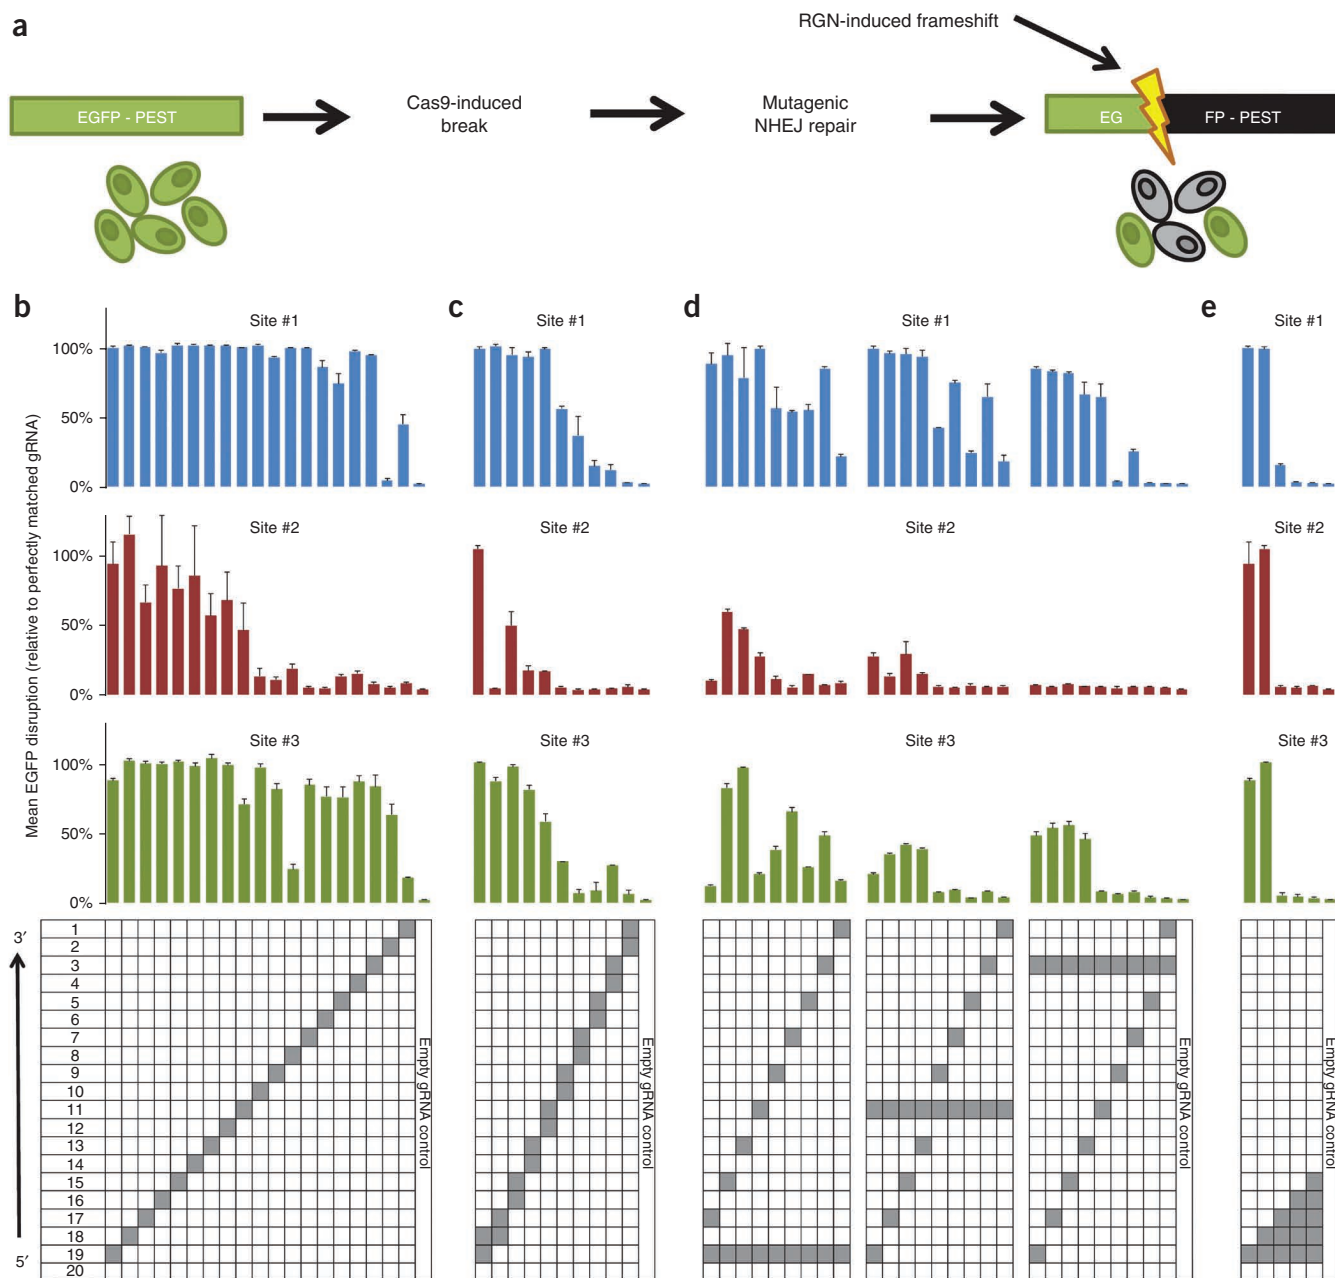 a
RGN-induced frameshift
EGFP - PEST
Cas9-induced
break
Mutagenic
NHEJ repair
EG
FP - PEST
b
c
d
e
Site #1
Site #1
Site #1
Site #1
100%
50%
0%
Site #2
Site #2
Site #2
Site #2
100%
50%
0%
Site #3
Site #3
Site #3
Site #3
100%
50%
0%
Mean EGFP disruption (relative to perfectly matched gRNA)
3′
5′
1
2
3
4
5
6
7
8
9
10
11
12
13
14
15
16
17
18
19
20
Empty gRNA control
Empty gRNA control
Empty gRNA control
Empty gRNA control